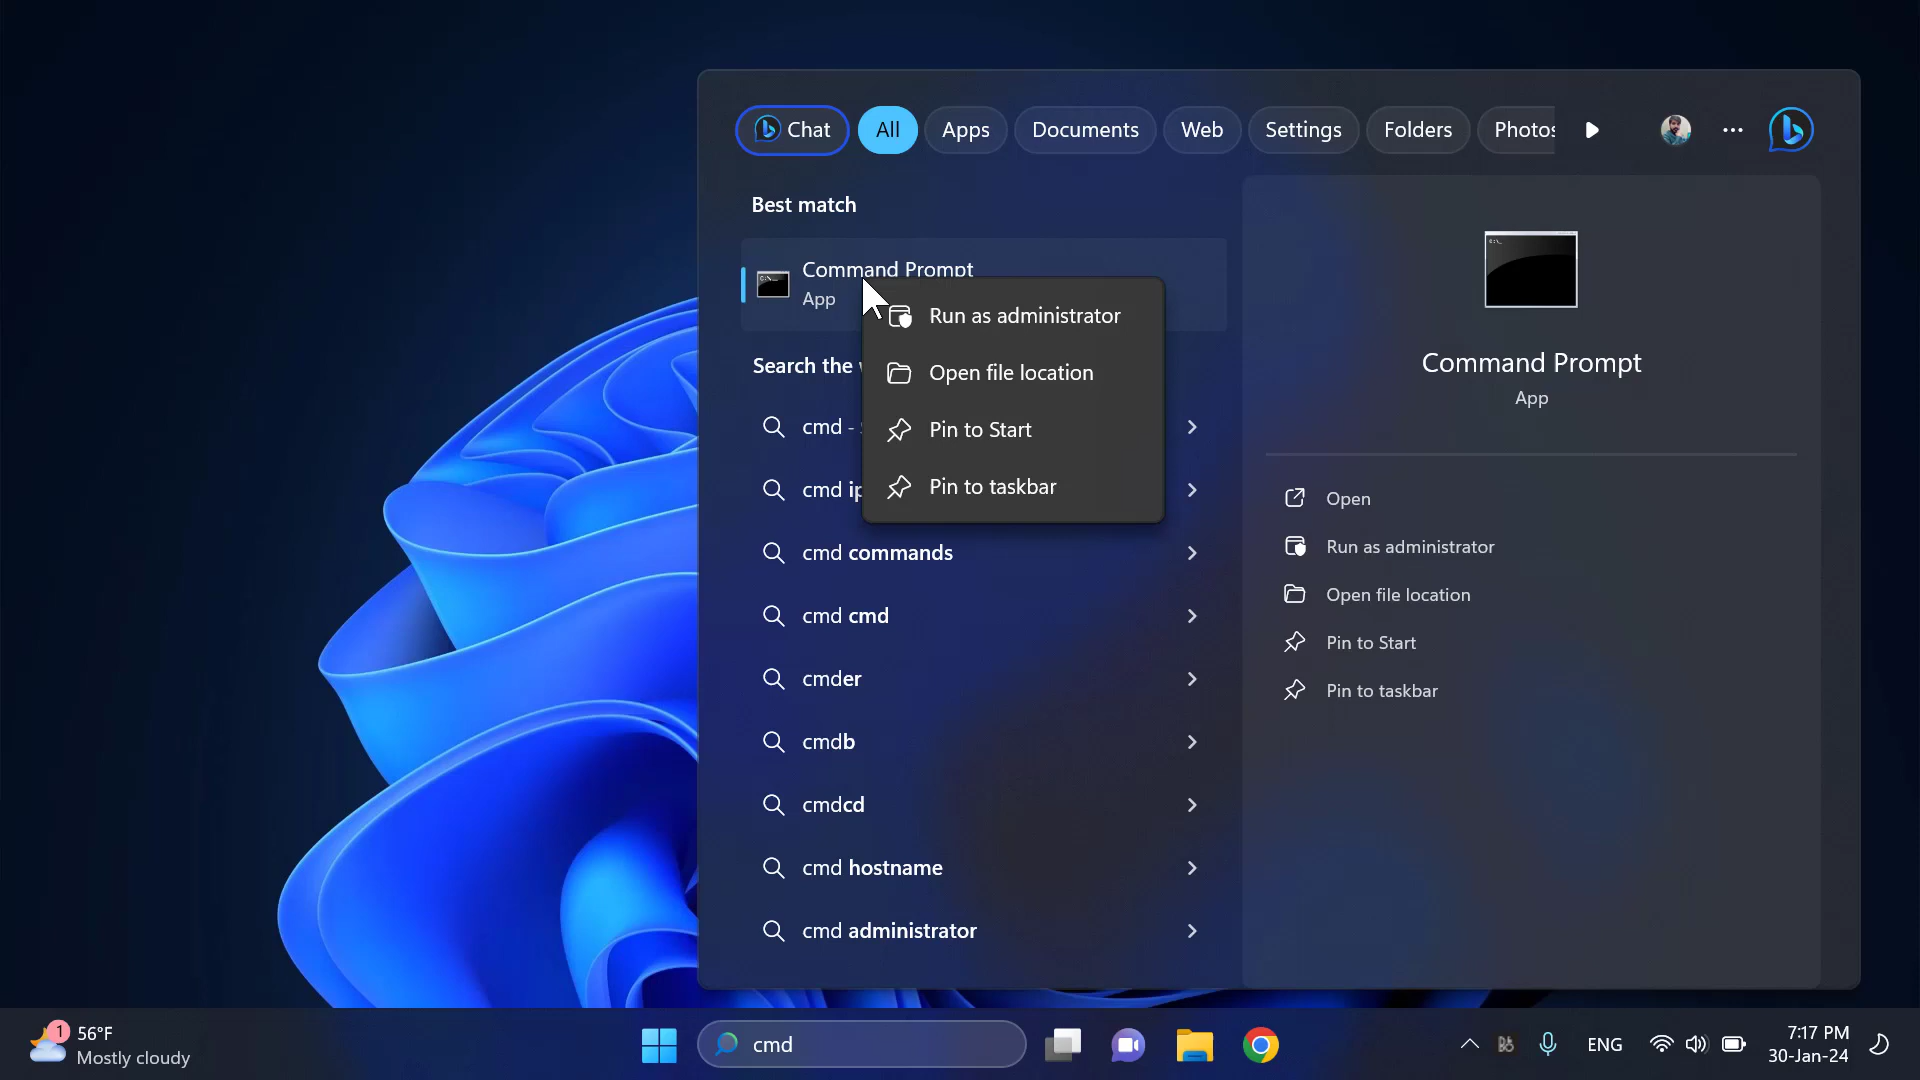 Chat All Apps Documents Web Settings Folders Photos
Best match
Command Prompt
App
Search the
cmd -
cmd ip
cmd commands
cmd cmd
cmder
cmdb
cmdcd
cmd hostname
cmd administrator
Run as administrator
Open file location
Pin to Start
Pin to taskbar
Command Prompt
App
Open
Run as administrator
Open file location
Pin to Start
Pin to taskbar
1
56°F
Mostly cloudy
cmd
ENG
7:17 PM
30-Jan-24